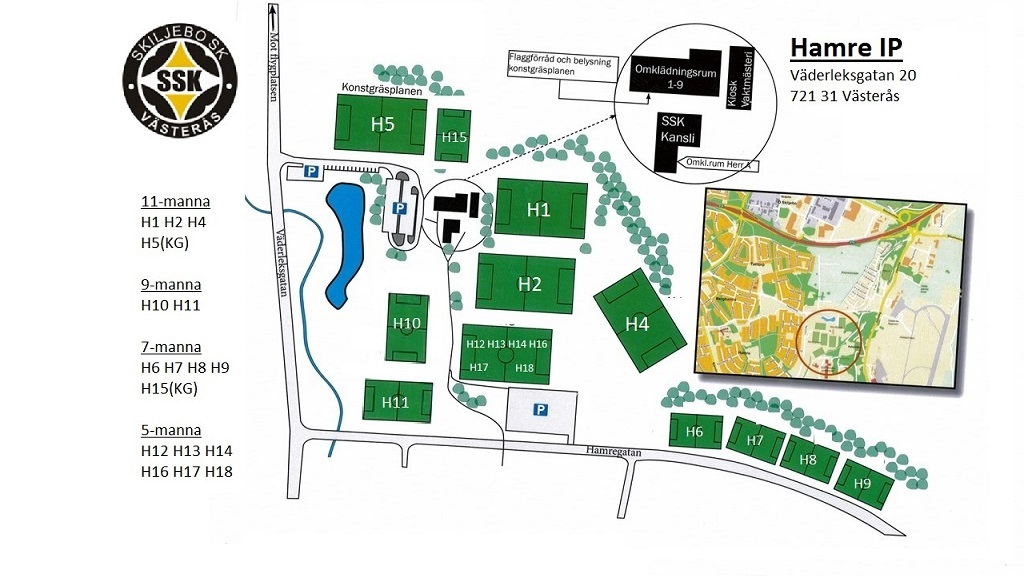 SKILJEBO SK
SSK
VÄSTERÅS
11-manna
H1 H2 H4
H5(KG)
9-manna
H10 H11
7-manna
H6 H7 H8 H9
H15(KG)
5-manna
H12 H13 H14
H16 H17 H18
Mot flygplatsen
Väderleksgatan
Konstgräsplanen
H5
H15
P
P
H1
H2
H4
H10
H12 H13 H14 H16
H17 H18
H11
P
Hamregatan
H6
H7
H8
H9
Flaggförråd och belysning
konstgräsplanen
Omklädningsrum
1-9
Kiosk
Vaktmästeri
SSK
Kansli
Omkl.rum Herr A
Hamre IP
Väderleksgatan 20
721 31 Västerås